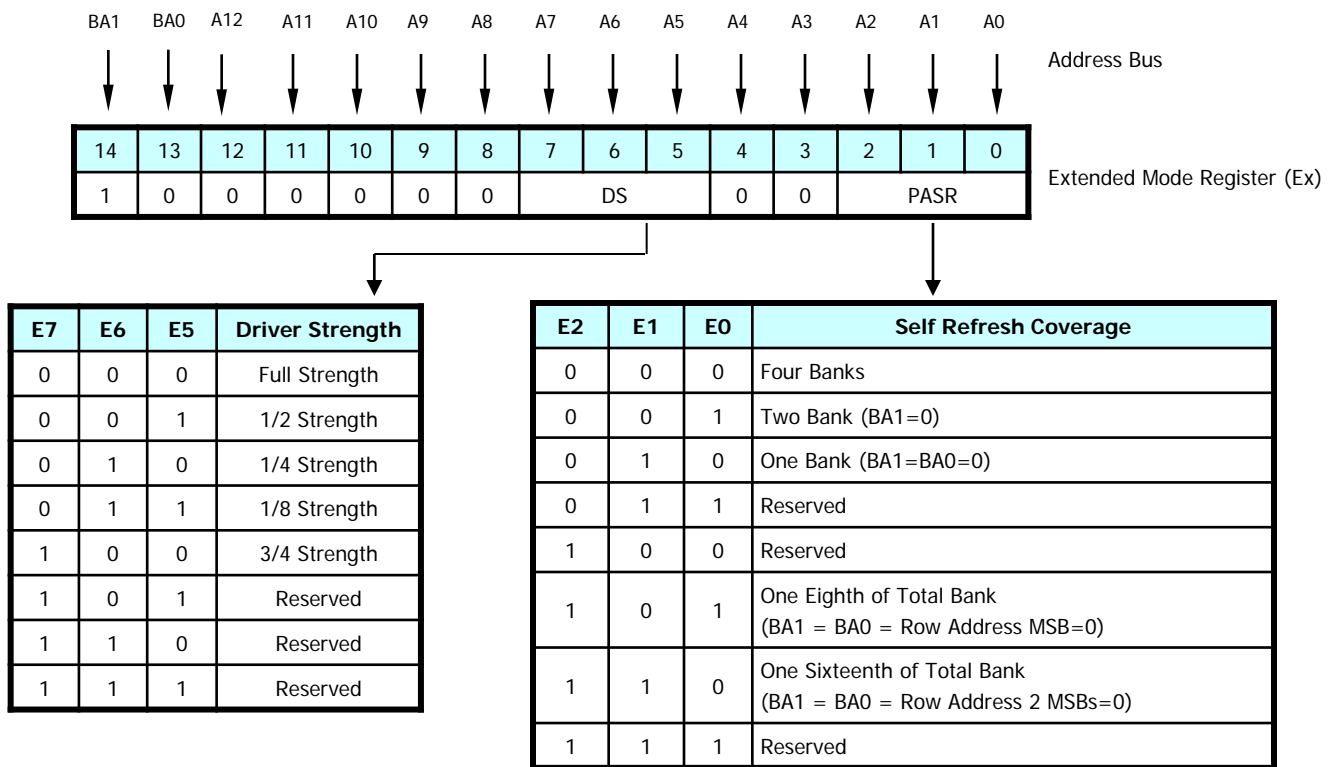 BA1 BA0 A12 A11 A10 A9 A8 A7 A6 A5 A4 A3 A2 A1 A0
Address Bus
14 13 12 11 10 9 8 7 6 5 4 3 2 1 0
1 0 0 0 0 0 0 DS 0 0 PASR
Extended Mode Register (Ex)
E7 E6 E5 Driver Strength
0 0 0 Full Strength
0 0 1 1/2 Strength
0 1 0 1/4 Strength
0 1 1 1/8 Strength
1 0 0 3/4 Strength
1 0 1 Reserved
1 1 0 Reserved
1 1 1 Reserved
E2 E1 E0 Self Refresh Coverage
0 0 0 Four Banks
0 0 1 Two Bank (BA1=0)
0 1 0 One Bank (BA1=BA0=0)
0 1 1 Reserved
1 0 0 Reserved
1 0 1 One Eighth of Total Bank
(BA1 = BA0 = Row Address MSB=0)
1 1 0 One Sixteenth of Total Bank
(BA1 = BA0 = Row Address 2 MSBs=0)
1 1 1 Reserved